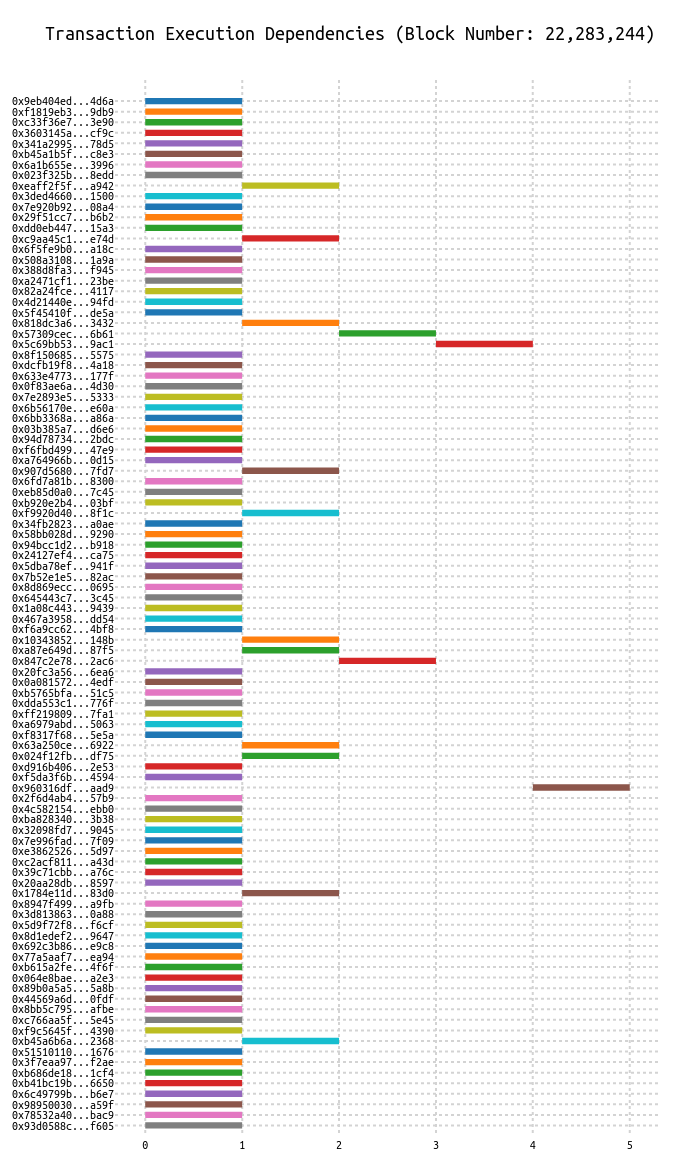 Transaction Execution Dependencies (Block Number: 22,283,244)
0x9eb404ed...4d6a
0xf1819eb3...9db9
0xc33f36e7...3e90
0x3603145a...cf9c
0x341a2995...78d5
0xb45a1b5f...c8e3
0x6a1b655e...3996
0x023f325b...8edd
0xeaff2f5f...a942
0x3ded4660...1500
0x7e920b92...08a4
0x29f51cc7...b6b2
0xdd0eb447...15a3
0xc9aa45c1...e74d
0x6f5fe9b0...a18c
0x508a3108...1a9a
0x388d8fa3...f945
0xa2471cf1...23be
0x82a24fce...4117
0x4d21440e...94fd
0x5f45410f...de5a
0x818dc3a6...3432
0x57309cec...6b61
0x5c69bb53...9ac1
0x8f150685...5575
0xdcfb19f8...4a18
0x633e4773...177f
0x0f83ae6a...4d30
0x7e2893e5...5333
0x6b56170e...e60a
0x6bb3368a...a86a
0x03b385a7...d6e6
0x94d78734...2bdc
0xf6fbd499...47e9
0xa764966b...0d15
0x907d5680...7fd7
0x6fd7a81b...8300
0xeb85d0a0...7c45
0xb920e2b4...03bf
0xf9920d40...8f1c
0x34fb2823...a0ae
0x58bb028d...9290
0x94bcc1d2...b918
0x24127ef4...ca75
0x5dba78ef...941f
0x7b52e1e5...82ac
0x8d869ecc...0695
0x645443c7...3c45
0x1a08c443...9439
0x467a3958...dd54
0xf6a9cc62...4bf8
0x10343852...148b
0xa87e649d...87f5
0x847c2e78...2ac6
0x20fc3a56...6ea6
0x0a081572...4edf
0xb5765bfa...51c5
0xdda553c1...776f
0xff219809...7fa1
0xa6979abd...5063
0xf8317f68...5e5a
0x63a250ce...6922
0x024f12fb...df75
0xd916b406...2e53
0xf5da3f6b...4594
0x960316df...aad9
0x2f6d4ab4...57b9
0x4c582154...ebb0
0xba828340...3b38
0x32098fd7...9045
0x7e996fad...7f09
0xe3862526...5d97
0xc2acf811...a43d
0x39c71cbb...a76c
0x20aa28db...8597
0x1784e11d...83d0
0x8947f499...a9fb
0x3d813863...0a88
0x5d9f72f8...f6cf
0x8d1edef2...9647
0x692c3b86...e9c8
0x77a5aaf7...ea94
0xb615a2fe...4f6f
0x064e8bae...a2e3
0x89b0a5a5...5a8b
0x44569a6d...0fdf
0x8bb5c795...afbe
0xc766aa5f...5e45
0xf9c5645f...4390
0xb45a6b6a...2368
0x51510110...1676
0x3f7eaa97...f2ae
0xb686de18...1cf4
0xb41bc19b...6650
0x6c49799b...b6e7
0x98950030...a59f
0x78532a40...bac9
0x93d0588c...f605
0 1 2 3 4 5